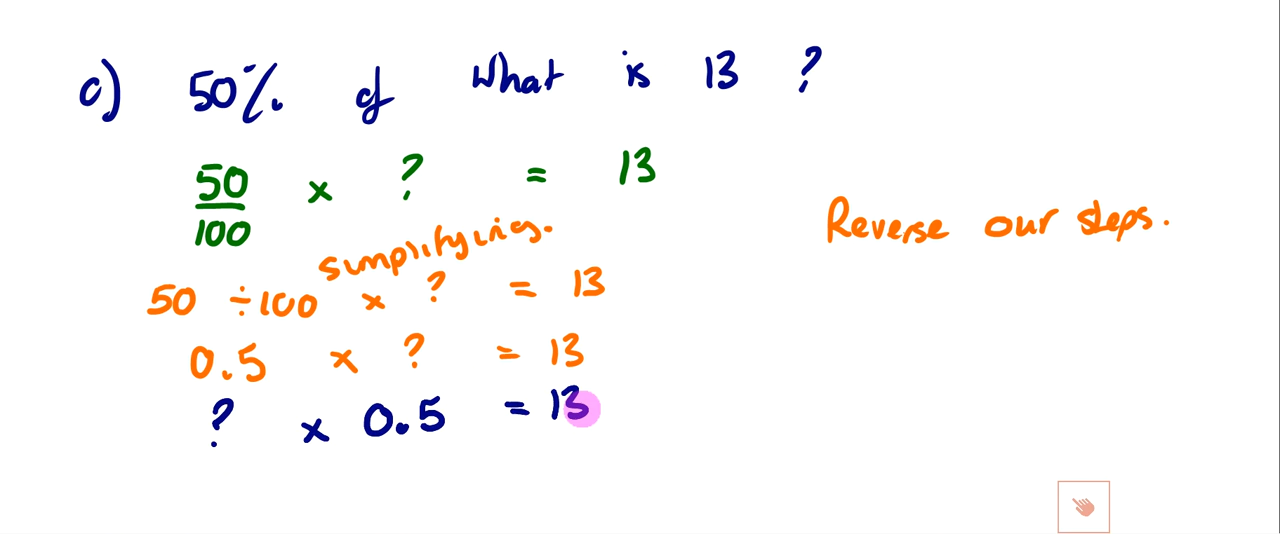 c) 50% of what is 13 ?
50/100 × ? = 13
Reverse our steps.
simplifying.
50 ÷100 × ? = 13
0.5 × ? = 13
? × 0.5 = 13